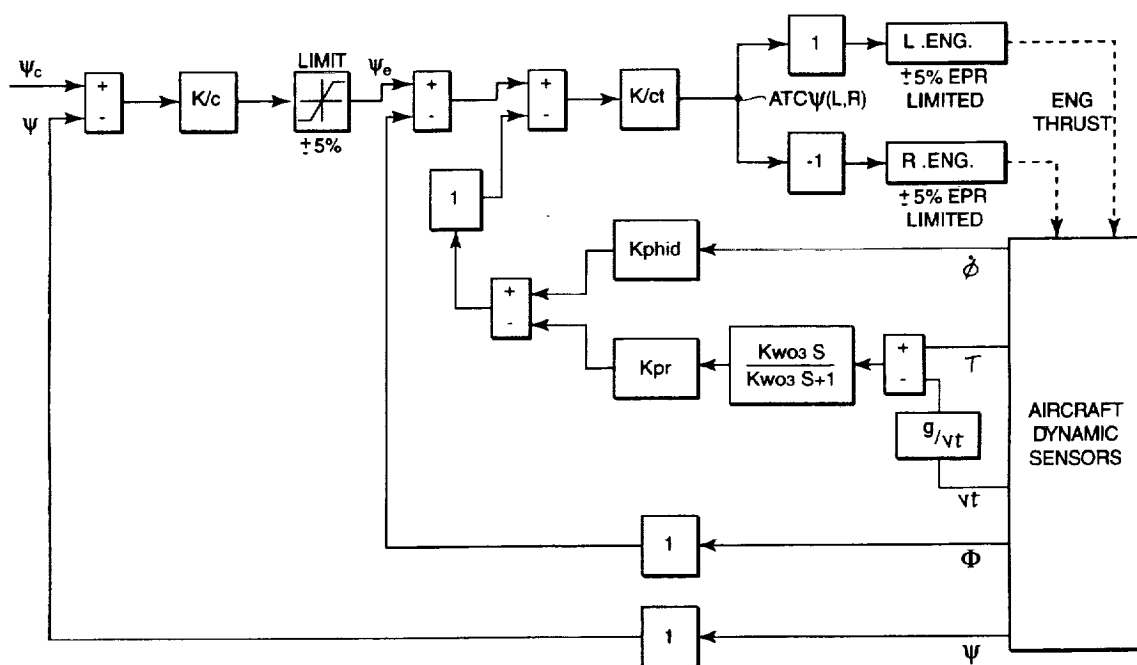 ψc
+
-
ψ
K/c
LIMIT
±5%
ψe
+
-
+
-
K/ct
ATCψ(L,R)
1
L .ENG.
±5% EPR
LIMITED
-1
R .ENG.
±5% EPR
LIMITED
ENG
THRUST
1
+
-
Kphid
φ̇
Kpr
Kwo3 S
Kwo3 S+1
+
-
T
g/vt
vt
AIRCRAFT
DYNAMIC
SENSORS
1
Φ
1
ψ